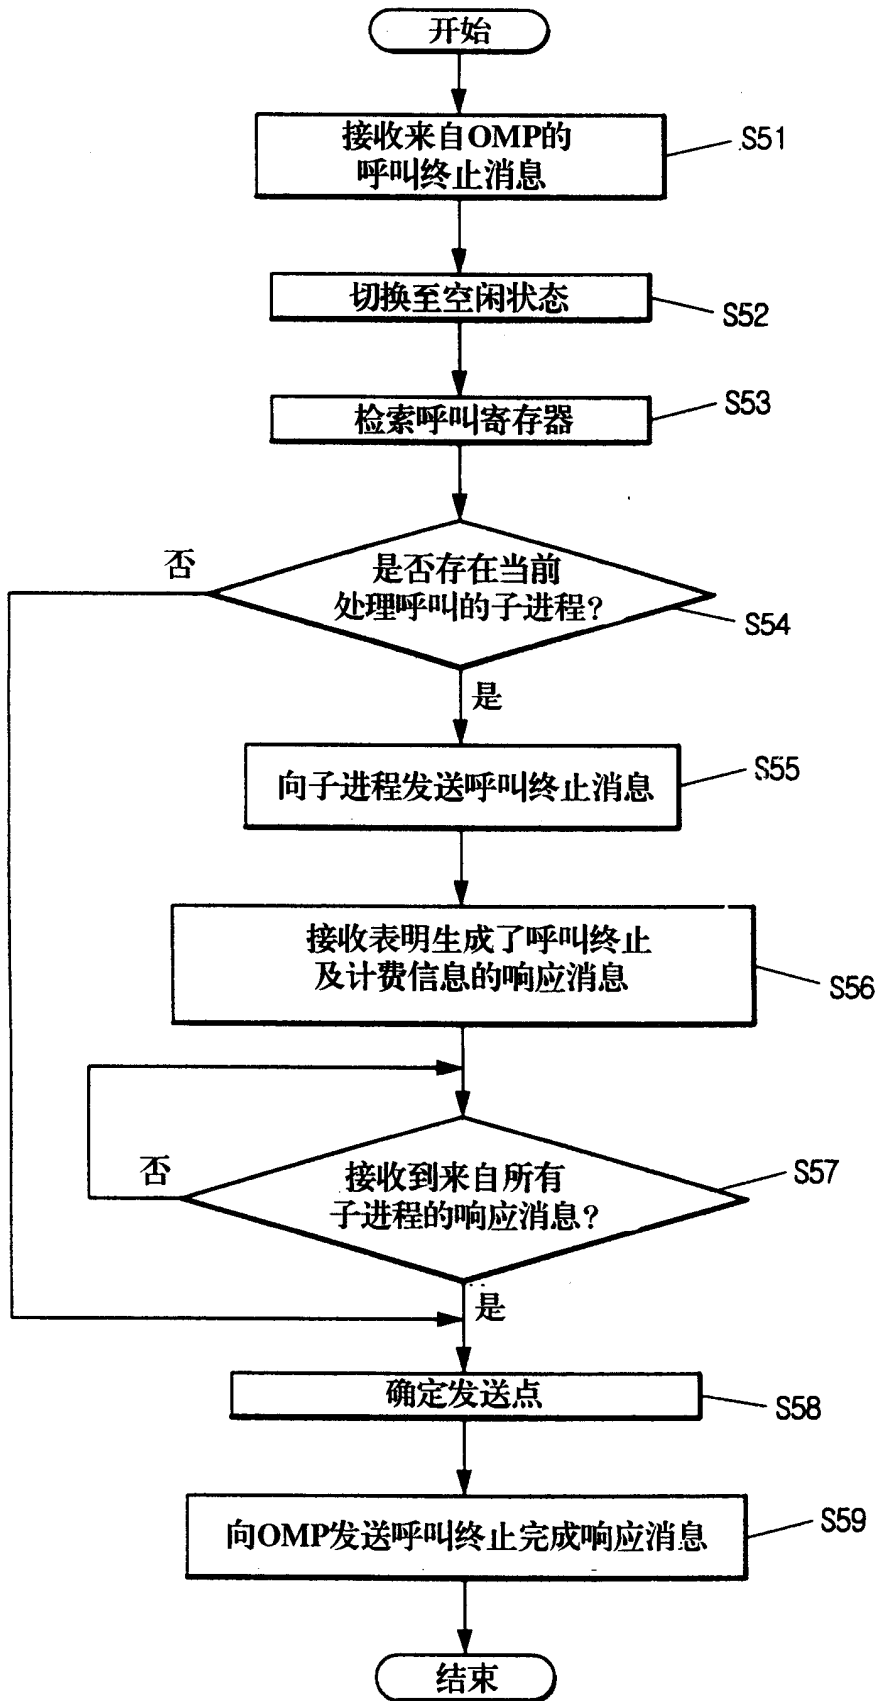 开始
接收来自OMP的
呼叫终止消息
S51
切换至空闲状态
S52
检索呼叫寄存器
S53
否
是否存在当前
处理呼叫的子进程?
S54
是
向子进程发送呼叫终止消息
S55
接收表明生成了呼叫终止
及计费信息的响应消息
S56
否
接收到来自所有
子进程的响应消息?
S57
是
确定发送点
S58
向OMP发送呼叫终止完成响应消息
S59
结束